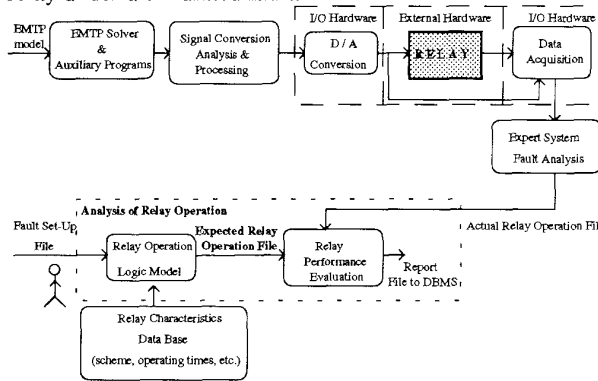 I/O Hardware
External Hardware
I/O Hardware
EMTP
model
EMTP Solver
&
Auxiliary Programs
Signal Conversion
Analysis &
Processing
D / A
Conversion
RELAY
Data
Acquisition
Expert System
Fault Analysis
Analysis of Relay Operation
Fault Set-Up
File
Relay Operation
Logic Model
Expected Relay
Operation File
Relay
Performance
Evaluation
Actual Relay Operation Fil
Report
File to DBMS
Relay Characteristics
Data Base
(scheme, operating times, etc.)